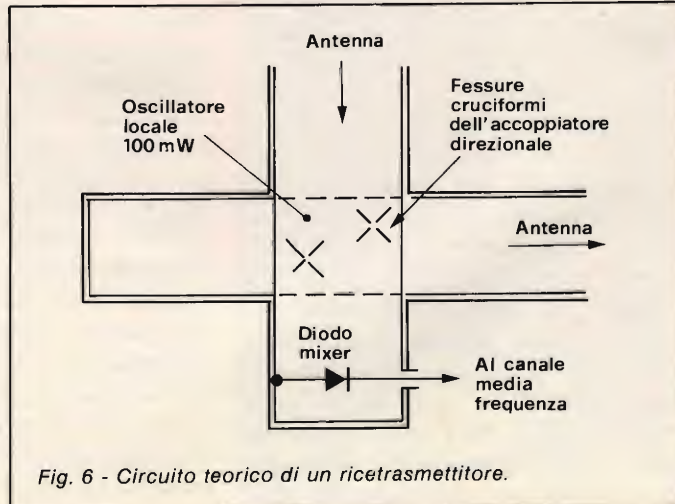 Antenna
Oscillatore
locale
100 mW
Fessure
cruciformi
dell'accoppiatore
direzionale
Antenna
Diodo
mixer
Al canale
media
frequenza
Fig. 6 - Circuito teorico di un ricetrasmettitore.